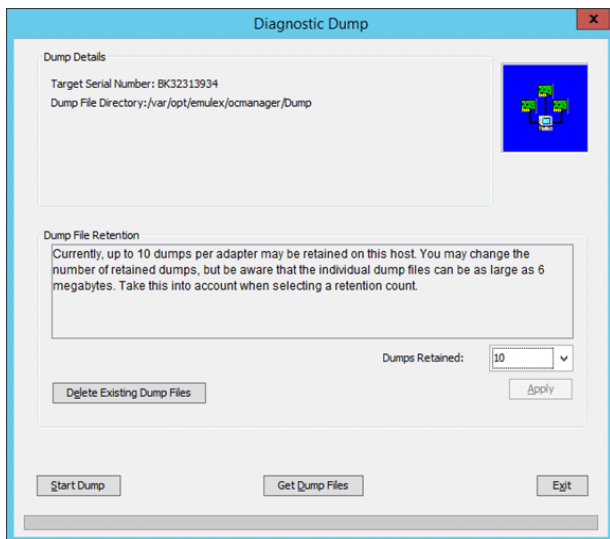 Diagnostic Dump
x
Dump Details
Target Serial Number: BK32313934
Dump File Directory:/var/opt/emulex/ocmanager/Dump
Dump File Retention
Currently, up to 10 dumps per adapter may be retained on this host. You may change the
number of retained dumps, but be aware that the individual dump files can be as large as 6
megabytes. Take this into account when selecting a retention count.
Dumps Retained: 10
Delete Existing Dump Files
Apply
Start Dump
Get Dump Files
Exit